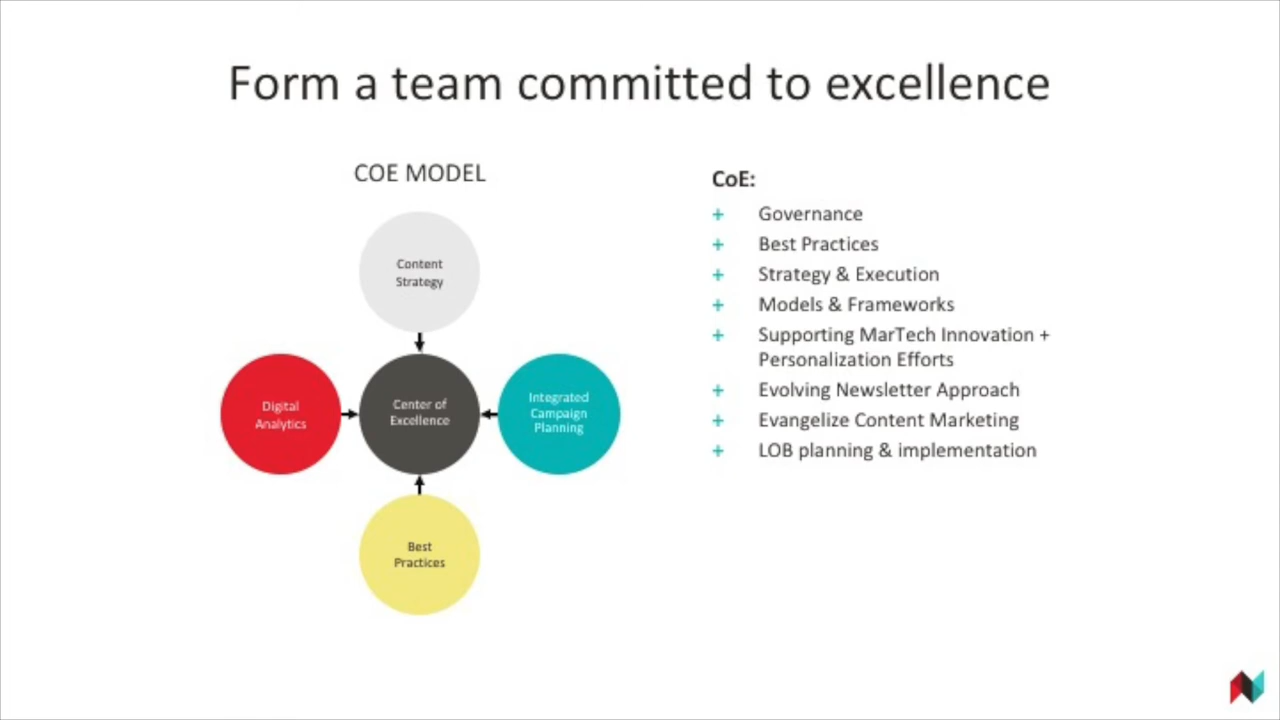 Form a team committed to excellence
COE MODEL
Content
Strategy
Digital
Analytics
Center of
Excellence
Integrated
Campaign
Planning
Best
Practices
CoE:
+ Governance
+ Best Practices
+ Strategy & Execution
+ Models & Frameworks
+ Supporting MarTech Innovation +
Personalization Efforts
+ Evolving Newsletter Approach
+ Evangelize Content Marketing
+ LOB planning & implementation